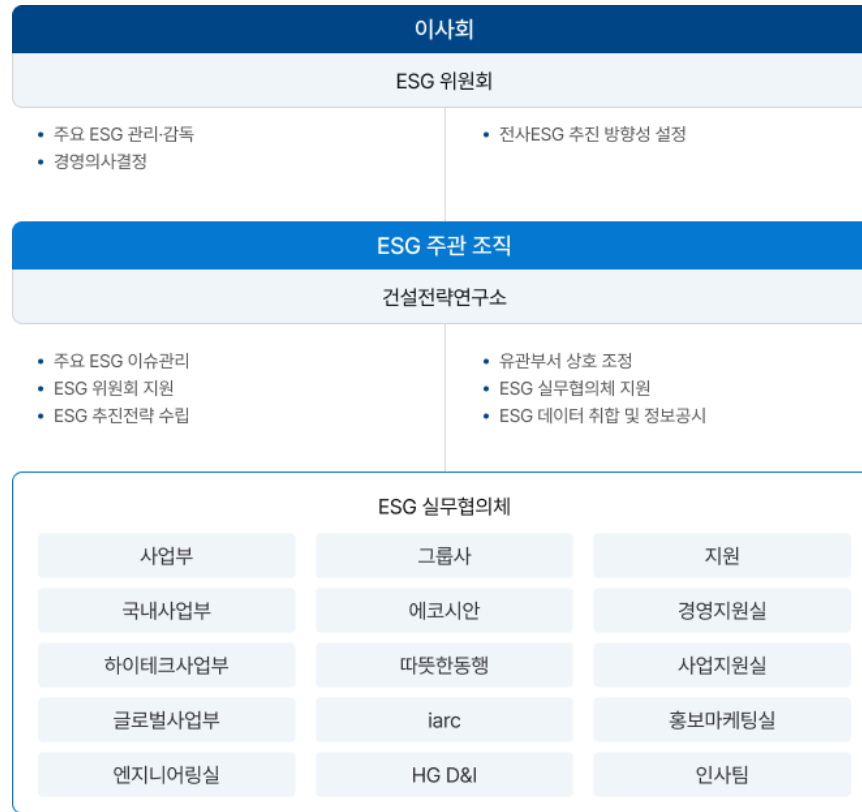 이사회
ESG 위원회
• 주요 ESG 관리·감독
• 경영의사결정
• 전사ESG 추진 방향성 설정
ESG 주관 조직
건설전략연구소
• 주요 ESG 이슈관리
• ESG 위원회 지원
• ESG 추진전략 수립
• 유관부서 상호 조정
• ESG 실무협의체 지원
• ESG 데이터 취합 및 정보공시
ESG 실무협의체
사업부 그룹사 지원
국내사업부 에코시안 경영지원실
하이테크사업부 따뜻한동행 사업지원실
글로벌사업부 iarc 홍보마케팅실
엔지니어링실 HG D&I 인사팀